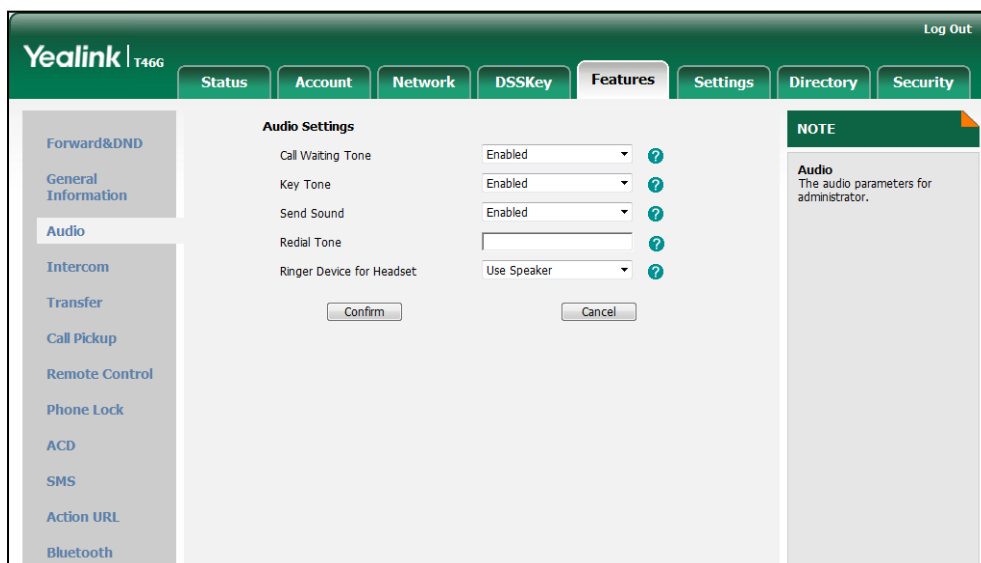 Log Out
Yealink | T46G
Status Account Network DSSKey Features Settings Directory Security
Forward&DND
General
Information
Audio
Intercom
Transfer
Call Pickup
Remote Control
Phone Lock
ACD
SMS
Action URL
Bluetooth
Audio Settings
Call Waiting Tone Enabled ?
Key Tone Enabled ?
Send Sound Enabled ?
Redial Tone ?
Ringer Device for Headset Use Speaker ?
Confirm Cancel
NOTE
Audio
The audio parameters for
administrator.